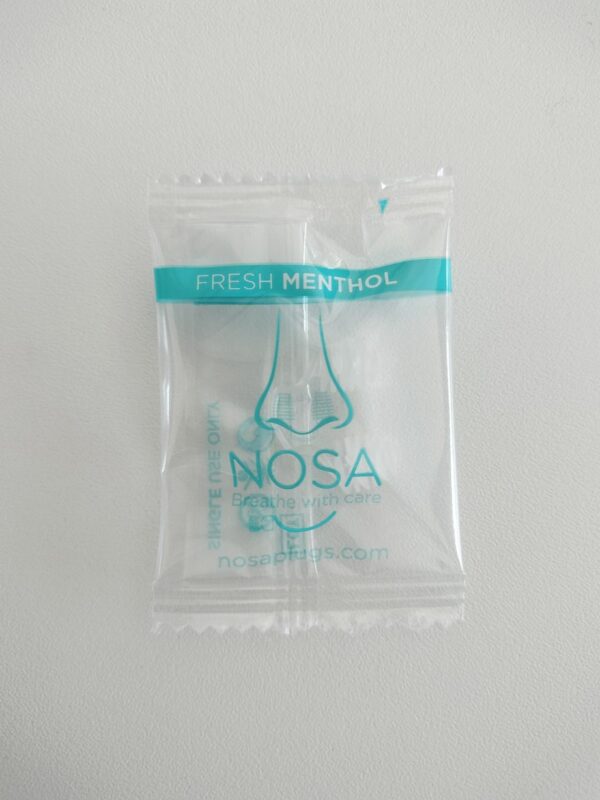 FRESH MENTHOL
NOSA
Breathe with care
nosaplugs.com
SINGLE USE ONLY